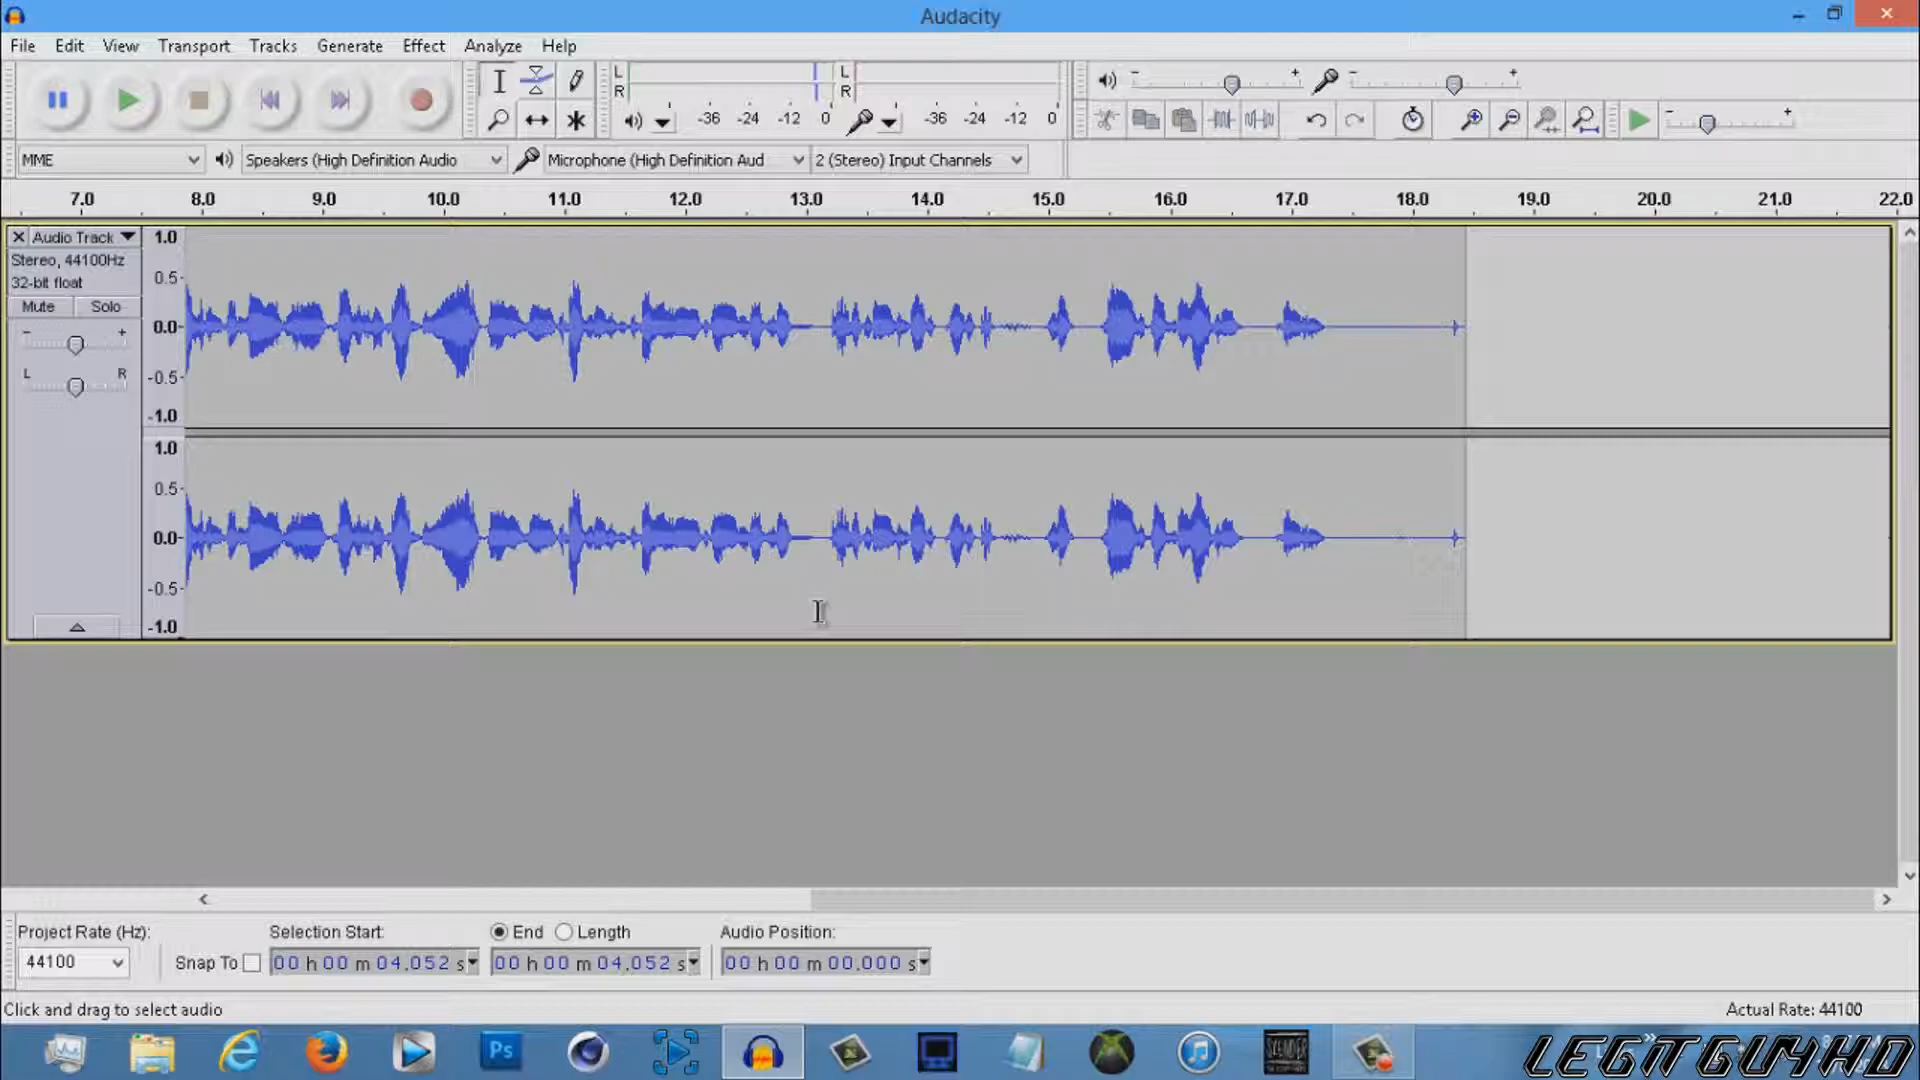 Audacity
File Edit View Transport Tracks Generate Effect Analyze Help
L
R
-36 -24 -12 0
L
R
-36 -24 -12 0
MME Speakers (High Definition Audio Microphone (High Definition Aud 2 (Stereo) Input Channels
7.0 8.0 9.0 10.0 11.0 12.0 13.0 14.0 15.0 16.0 17.0 18.0 19.0 20.0 21.0 22.0
Audio Track
Stereo, 44100Hz
32-bit float
Mute Solo
L R
1.0
0.5
0.0
-0.5
-1.0
1.0
0.5
0.0
-0.5
-1.0
Project Rate (Hz): Selection Start: End Length Audio Position:
44100 Snap To 00 h 00 m 04.052 s 00 h 00 m 04.052 s 00 h 00 m 00.000 s
Click and drag to select audio Actual Rate: 44100
Ps
SLENDER
LEGITGUYHD